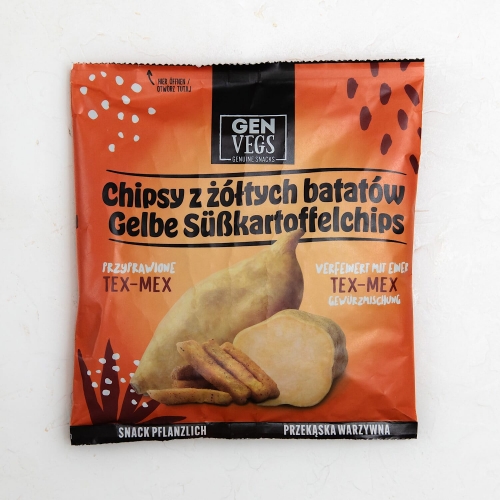 HIER ÖFFNEN /
OTWÓRZ TUTAJ
GEN
VEGS
GENUINE SNACKS
Chipsy z żółtych batatów
Gelbe Süßkartoffelchips
PRZYPRAWIONE
TEX-MEX
VERFEINERT MIT EINER
TEX-MEX
GEWÜRZMISCHUNG
SNACK PFLANZLICH
PRZEKĄSKA WARZYWNA